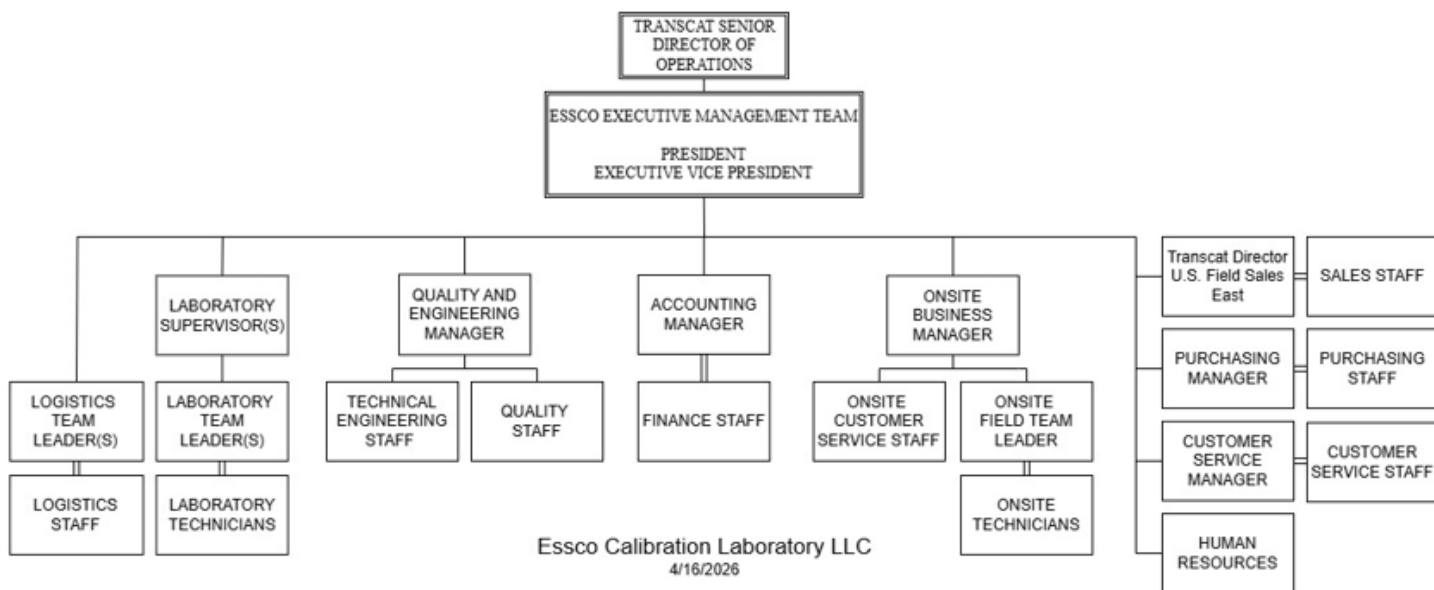 TRANSCAT SENIOR
DIRECTOR OF
OPERATIONS
ESSCO EXECUTIVE MANAGEMENT TEAM
PRESIDENT
EXECUTIVE VICE PRESIDENT
LABORATORY
SUPERVISOR(S)
QUALITY AND
ENGINEERING
MANAGER
ACCOUNTING
MANAGER
ONSITE
BUSINESS
MANAGER
Transcat Director
U.S. Field Sales
East
SALES STAFF
LOGISTICS
TEAM
LEADER(S)
LABORATORY
TEAM
LEADER(S)
TECHNICAL
ENGINEERING
STAFF
QUALITY
STAFF
FINANCE STAFF
ONSITE
CUSTOMER
SERVICE STAFF
ONSITE
FIELD TEAM
LEADER
PURCHASING
MANAGER
PURCHASING
STAFF
LOGISTICS
STAFF
LABORATORY
TECHNICIANS
ONSITE
TECHNICIANS
CUSTOMER
SERVICE
MANAGER
CUSTOMER
SERVICE STAFF
HUMAN
RESOURCES
Essco Calibration Laboratory LLC
4/16/2026